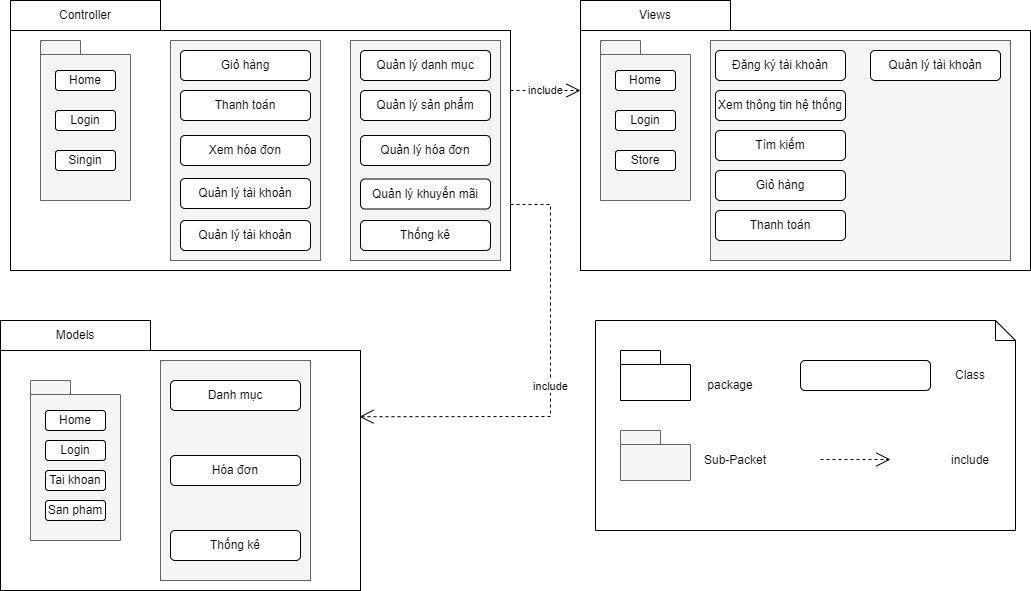 Controller
Home
Login
Singin
Giỏ hàng
Thanh toán
Xem hóa đơn
Quản lý tài khoản
Quản lý tài khoản
Quản lý danh mục
Quản lý sản phẩm
Quản lý hóa đơn
Quản lý khuyến mãi
Thống kê
include
Views
Home
Login
Store
Đăng ký tài khoản
Xem thông tin hệ thống
Tìm kiếm
Giỏ hàng
Thanh toán
Quản lý tài khoản
include
Models
Home
Login
Tai khoan
San pham
Danh mục
Hóa đơn
Thống kê
package
Class
Sub-Packet
include